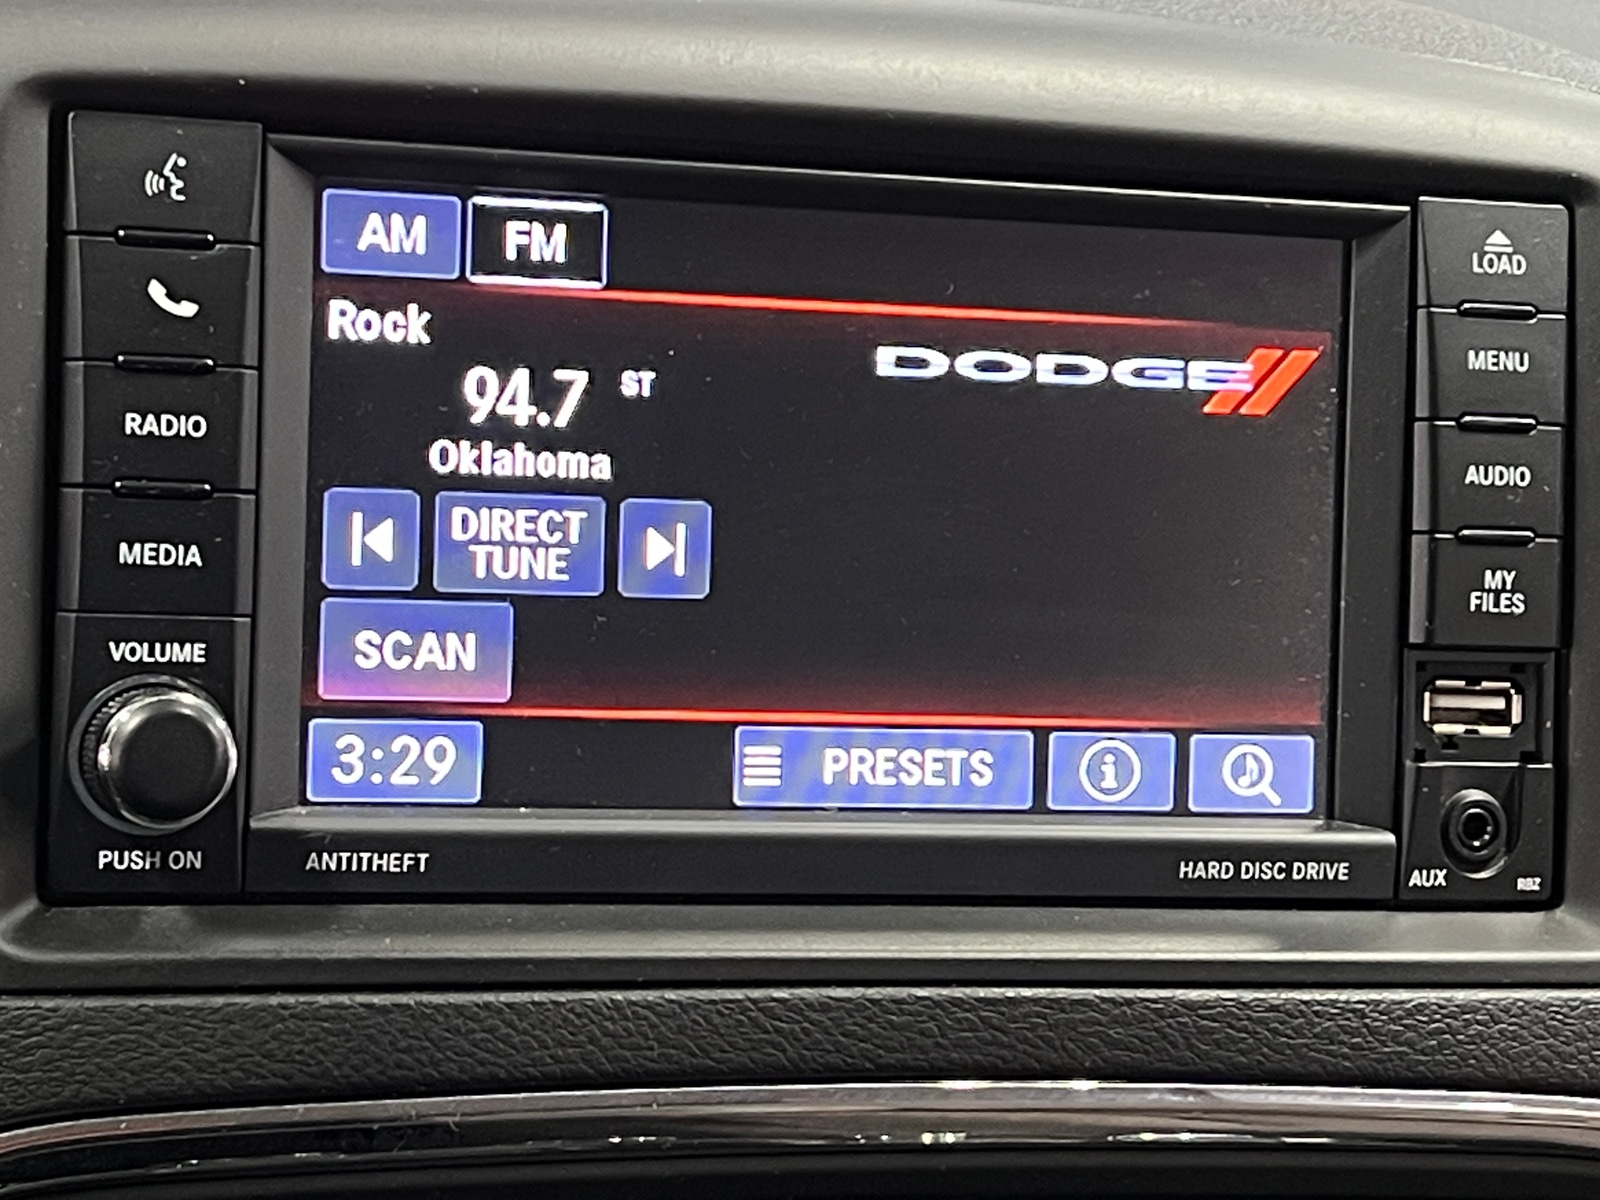 AM FM
Rock
DODGE
94.7 ST
Oklahoma
DIRECT
TUNE
SCAN
3:29 PRESETS
RADIO
MEDIA
VOLUME
PUSH ON
ANTITHEFT
HARD DISC DRIVE
LOAD
MENU
AUDIO
MY
FILES
AUX RBZ